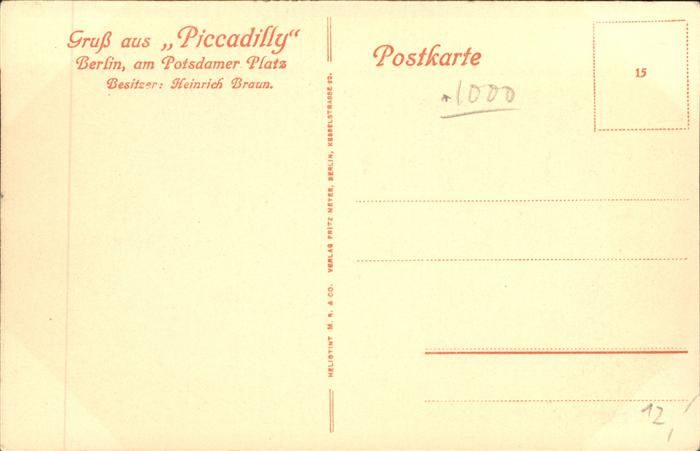 Gruß aus „Piccadilly“
Berlin, am Potsdamer Platz
Besitzer: Heinrich Braun.
HELIOTINT M. K. & CO. VERLAG FRITZ MEYER, BERLIN, KESSELSTRASSE 29.
Postkarte
1000
15
12,